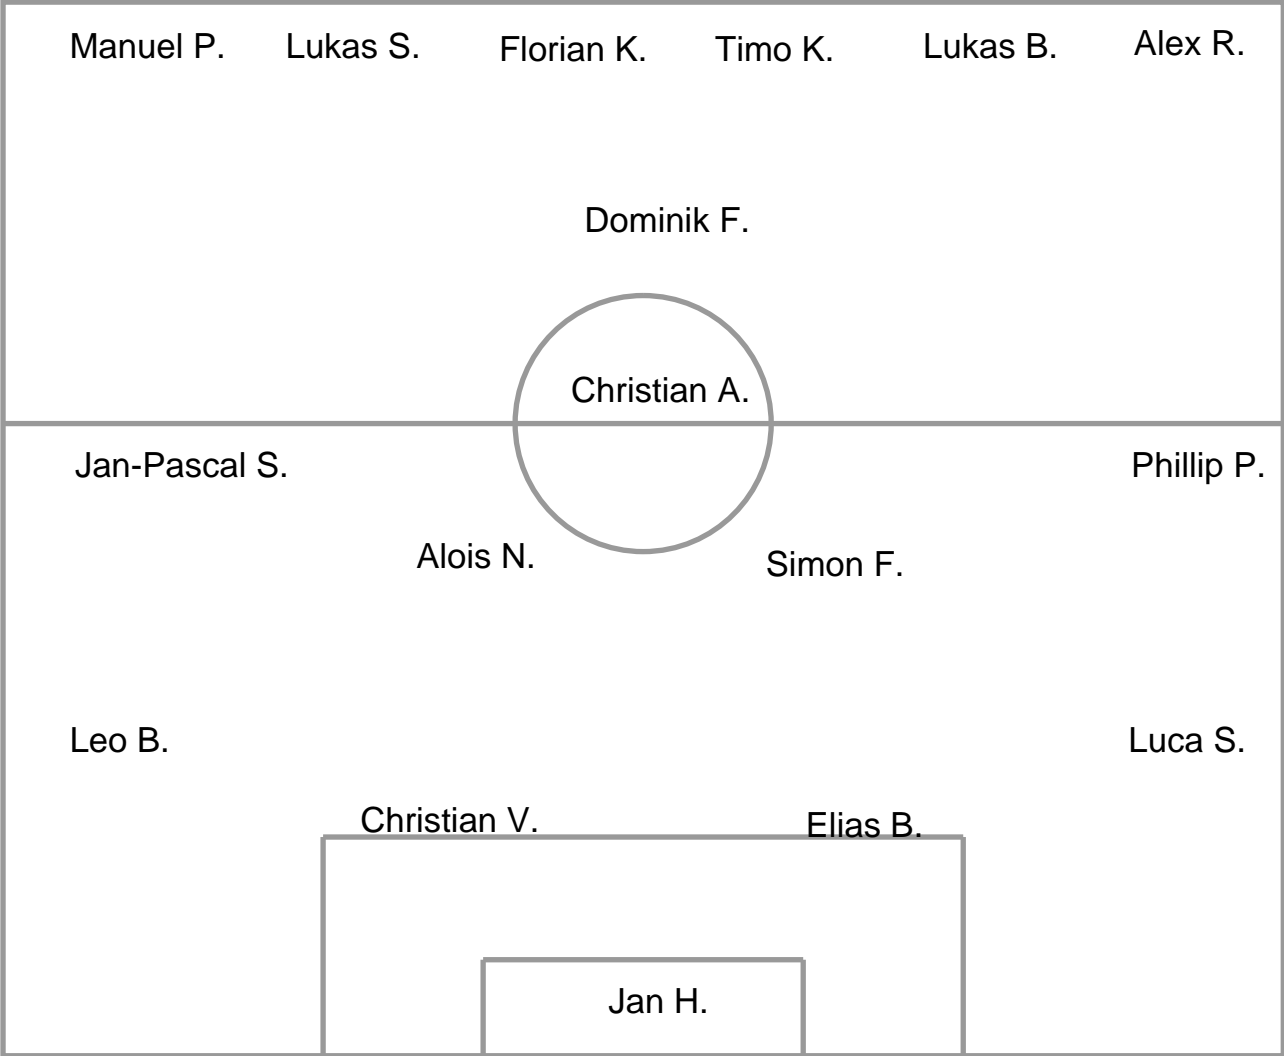 Manuel P. Lukas S. Florian K. Timo K. Lukas B. Alex R.
Dominik F.
Christian A.
Jan-Pascal S. Phillip P.
Alois N. Simon F.
Leo B. Luca S.
Christian V. Elias B.
Jan H.